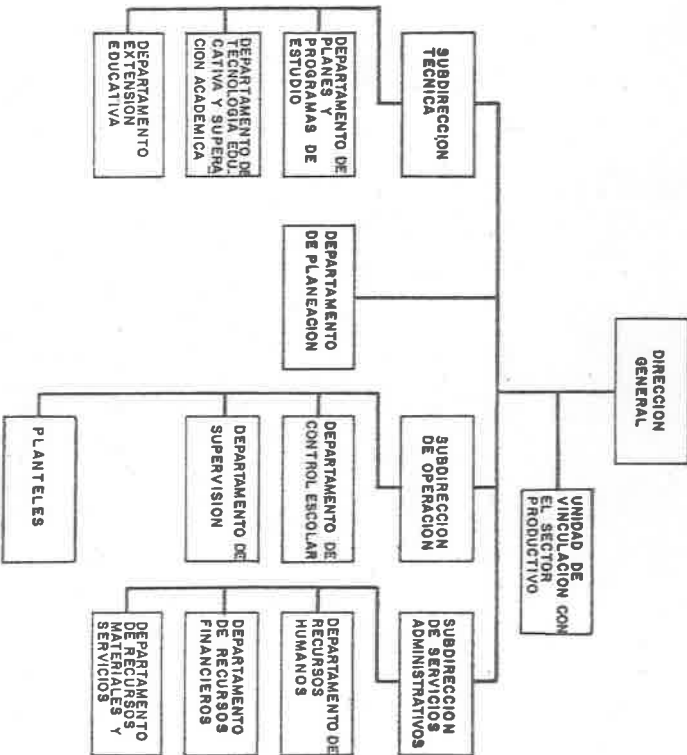 DIRECCION
GENERAL
UNIDAD DE
VINCULACION CON
EL SECTOR
PRODUCTIVO
SUBDIRECCION
TECNICA
SUBDIRECCION
DE OPERACION
SUBDIRECCION
DE SERVICIOS
ADMINISTRATIVOS
DEPARTAMENTO DE
PLANES Y
PROGRAMAS DE
ESTUDIO
DEPARTAMENTO
DE PLANEACION
DEPARTAMENTO DE
CONTROL ESCOLAR
DEPARTAMENTO DE
RECURSOS
HUMANOS
DEPARTAMENTO DE
TECNOLOGIA EDU-
CATIVA Y SUPERA
CION ACADEMICA
DEPARTAMENTO DE
SUPERVISION
DEPARTAMENTO
DE RECURSOS
FINANCIEROS
DEPARTAMENTO
EXTENSION
EDUCATIVA
DEPARTAMENTO
DE RECURSOS
MATERIALES Y
SERVICIOS
PLANTELES